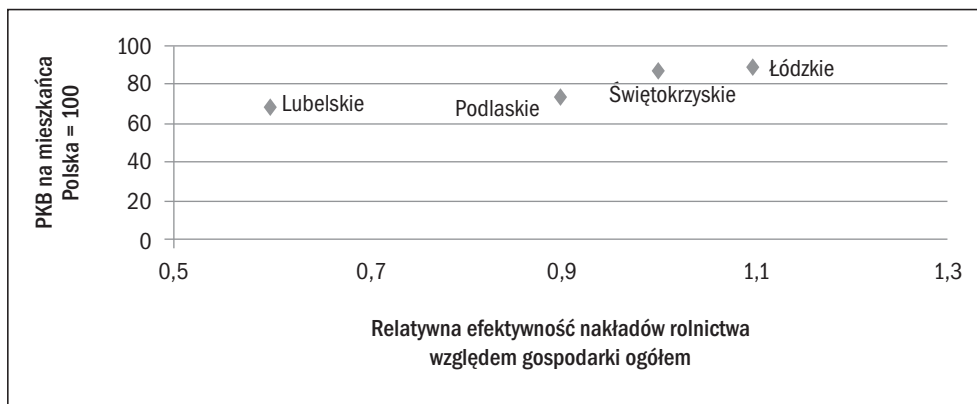 PKB na mieszkańca
Polska = 100
100
80
60
40
20
0
Lubelskie
Podlaskie
Świętokrzyskie
Łódzkie
0,5
0,7
0,9
1,1
1,3
Relatywna efektywność nakładów rolnictwa
względem gospodarki ogółem